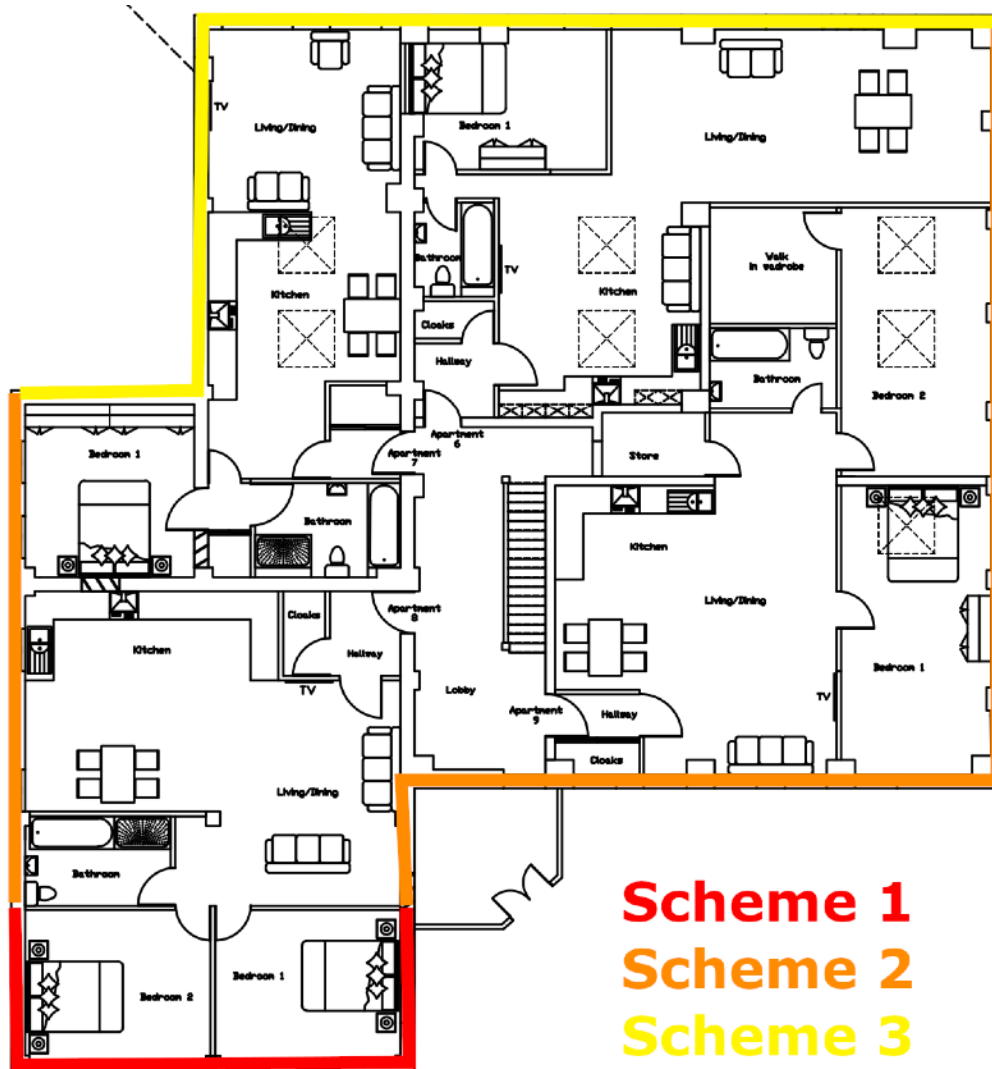 TV
Living/Dining
Kitchen
Bedroom 1
Living/Dining
Bathroom
TV
Kitchen
Cloaks
Hallway
Walk
in wadrobe
Bathroom
Bedroom 2
Apartment
6
Apartment
7
Store
Bedroom 1
Bathroom
Kitchen
Living/Dining
Bedroom 1
TV
Apartment
8
Cloaks
Hallway
Kitchen
TV
Lobby
Apartment
9
Hallway
Cloaks
Living/Dining
Bathroom
Bedroom 2
Bedroom 1
Scheme 1
Scheme 2
Scheme 3